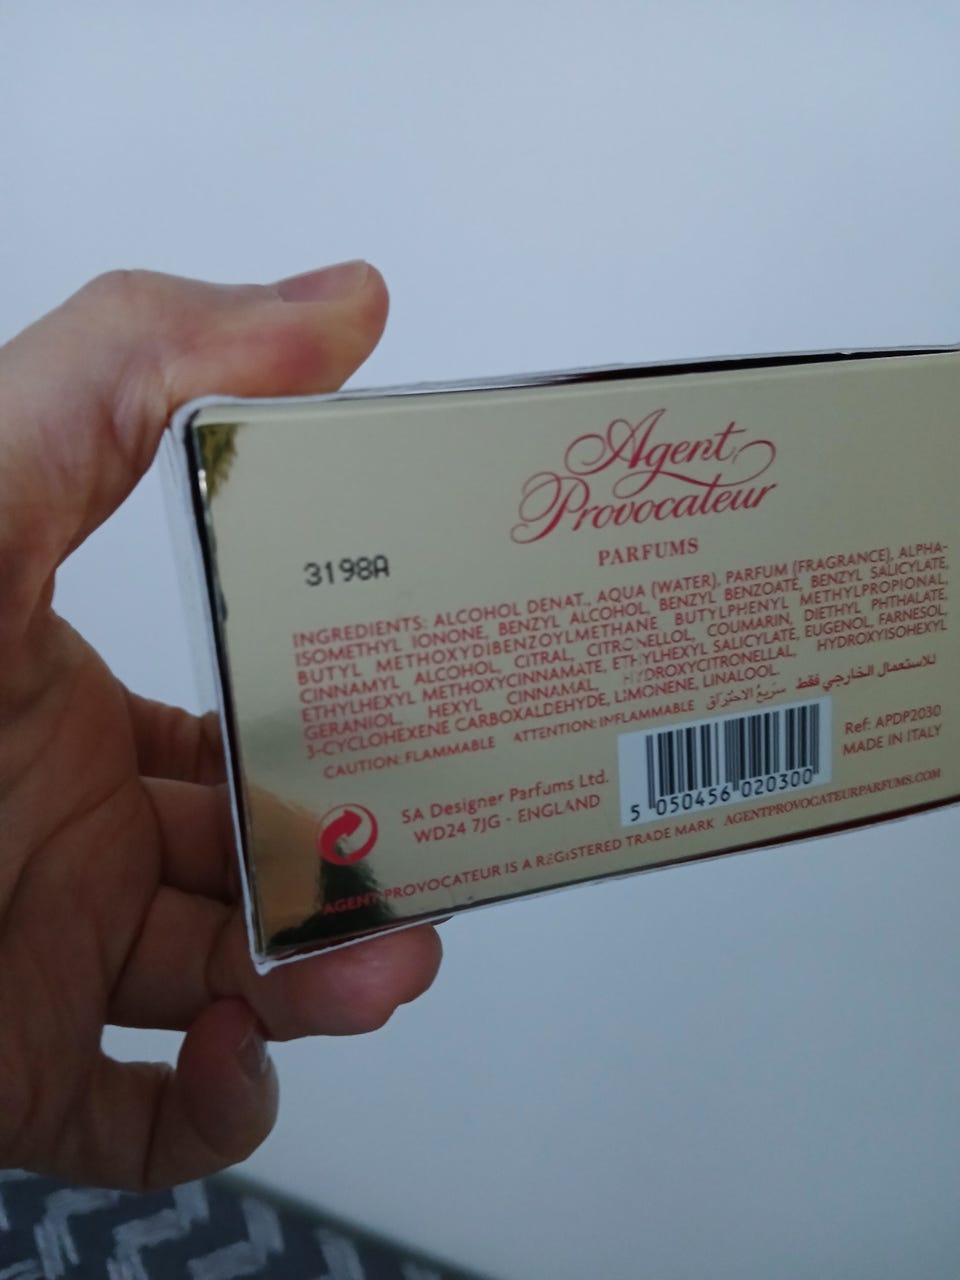 Agent
Provocateur
PARFUMS
3198A
INGREDIENTS: ALCOHOL DENAT., AQUA (WATER), PARFUM (FRAGRANCE), ALPHA-
ISOMETHYL IONONE, BENZYL ALCOHOL, BENZYL BENZOATE, BENZYL SALICYLATE,
BUTYL METHOXYDIBENZOYLMETHANE, BUTYLPHENYL METHYLPROPIONAL,
CINNAMYL ALCOHOL, CITRAL, CITRONELLOL, COUMARIN, DIETHYL PHTHALATE,
ETHYLHEXYL METHOXYCINNAMATE, ETHYLHEXYL SALICYLATE, EUGENOL, FARNESOL,
GERANIOL, HEXYL CINNAMAL, HYDROXYCITRONELLAL, HYDROXYISOHEXYL
3-CYCLOHEXENE CARBOXALDEHYDE, LIMONENE, LINALOOL.
CAUTION: FLAMMABLE ATTENTION: INFLAMMABLE سريع الاحتراق للاستعمال الخارجي فقط
SA Designer Parfums Ltd.
WD24 7JG - ENGLAND
5 050456 020300
Ref: APDP2030
MADE IN ITALY
AGENT PROVOCATEUR IS A REGISTERED TRADE MARK AGENTPROVOCATEURPARFUMS.COM